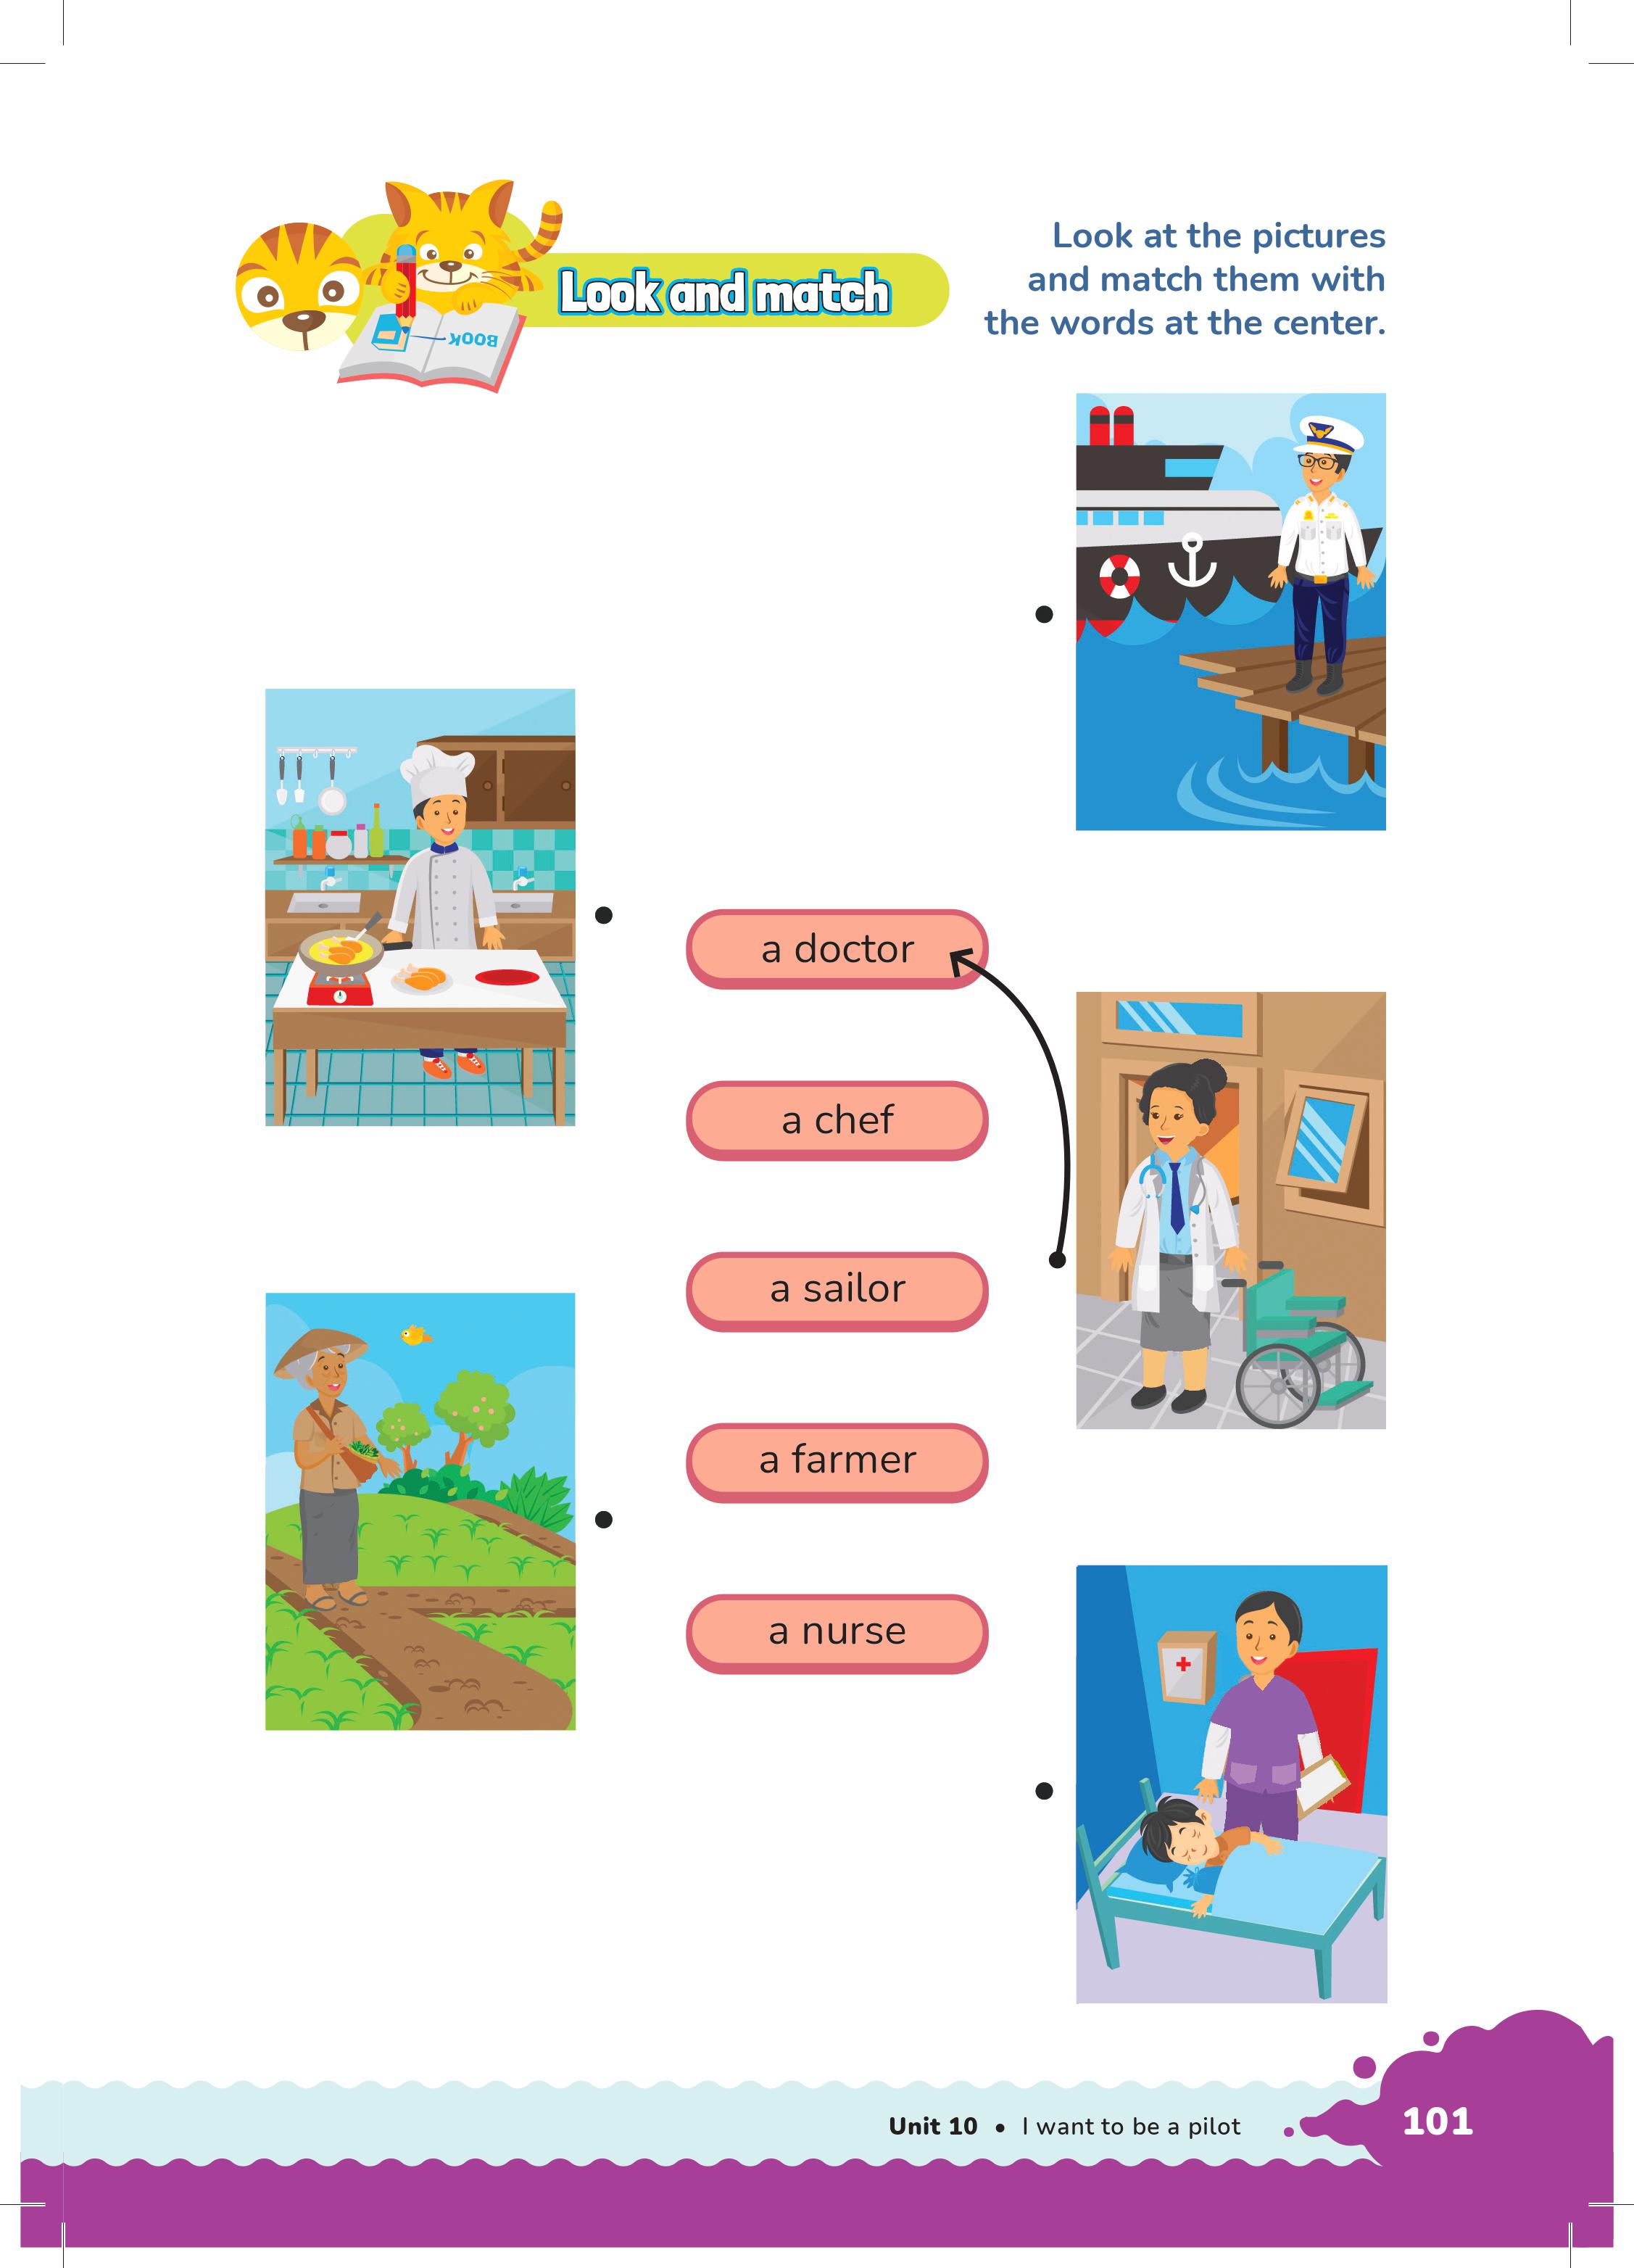 BOOK
Look and match
Look at the pictures
and match them with
the words at the center.
a doctor
a chef
a sailor
a farmer
a nurse
Unit 10 • I want to be a pilot
101